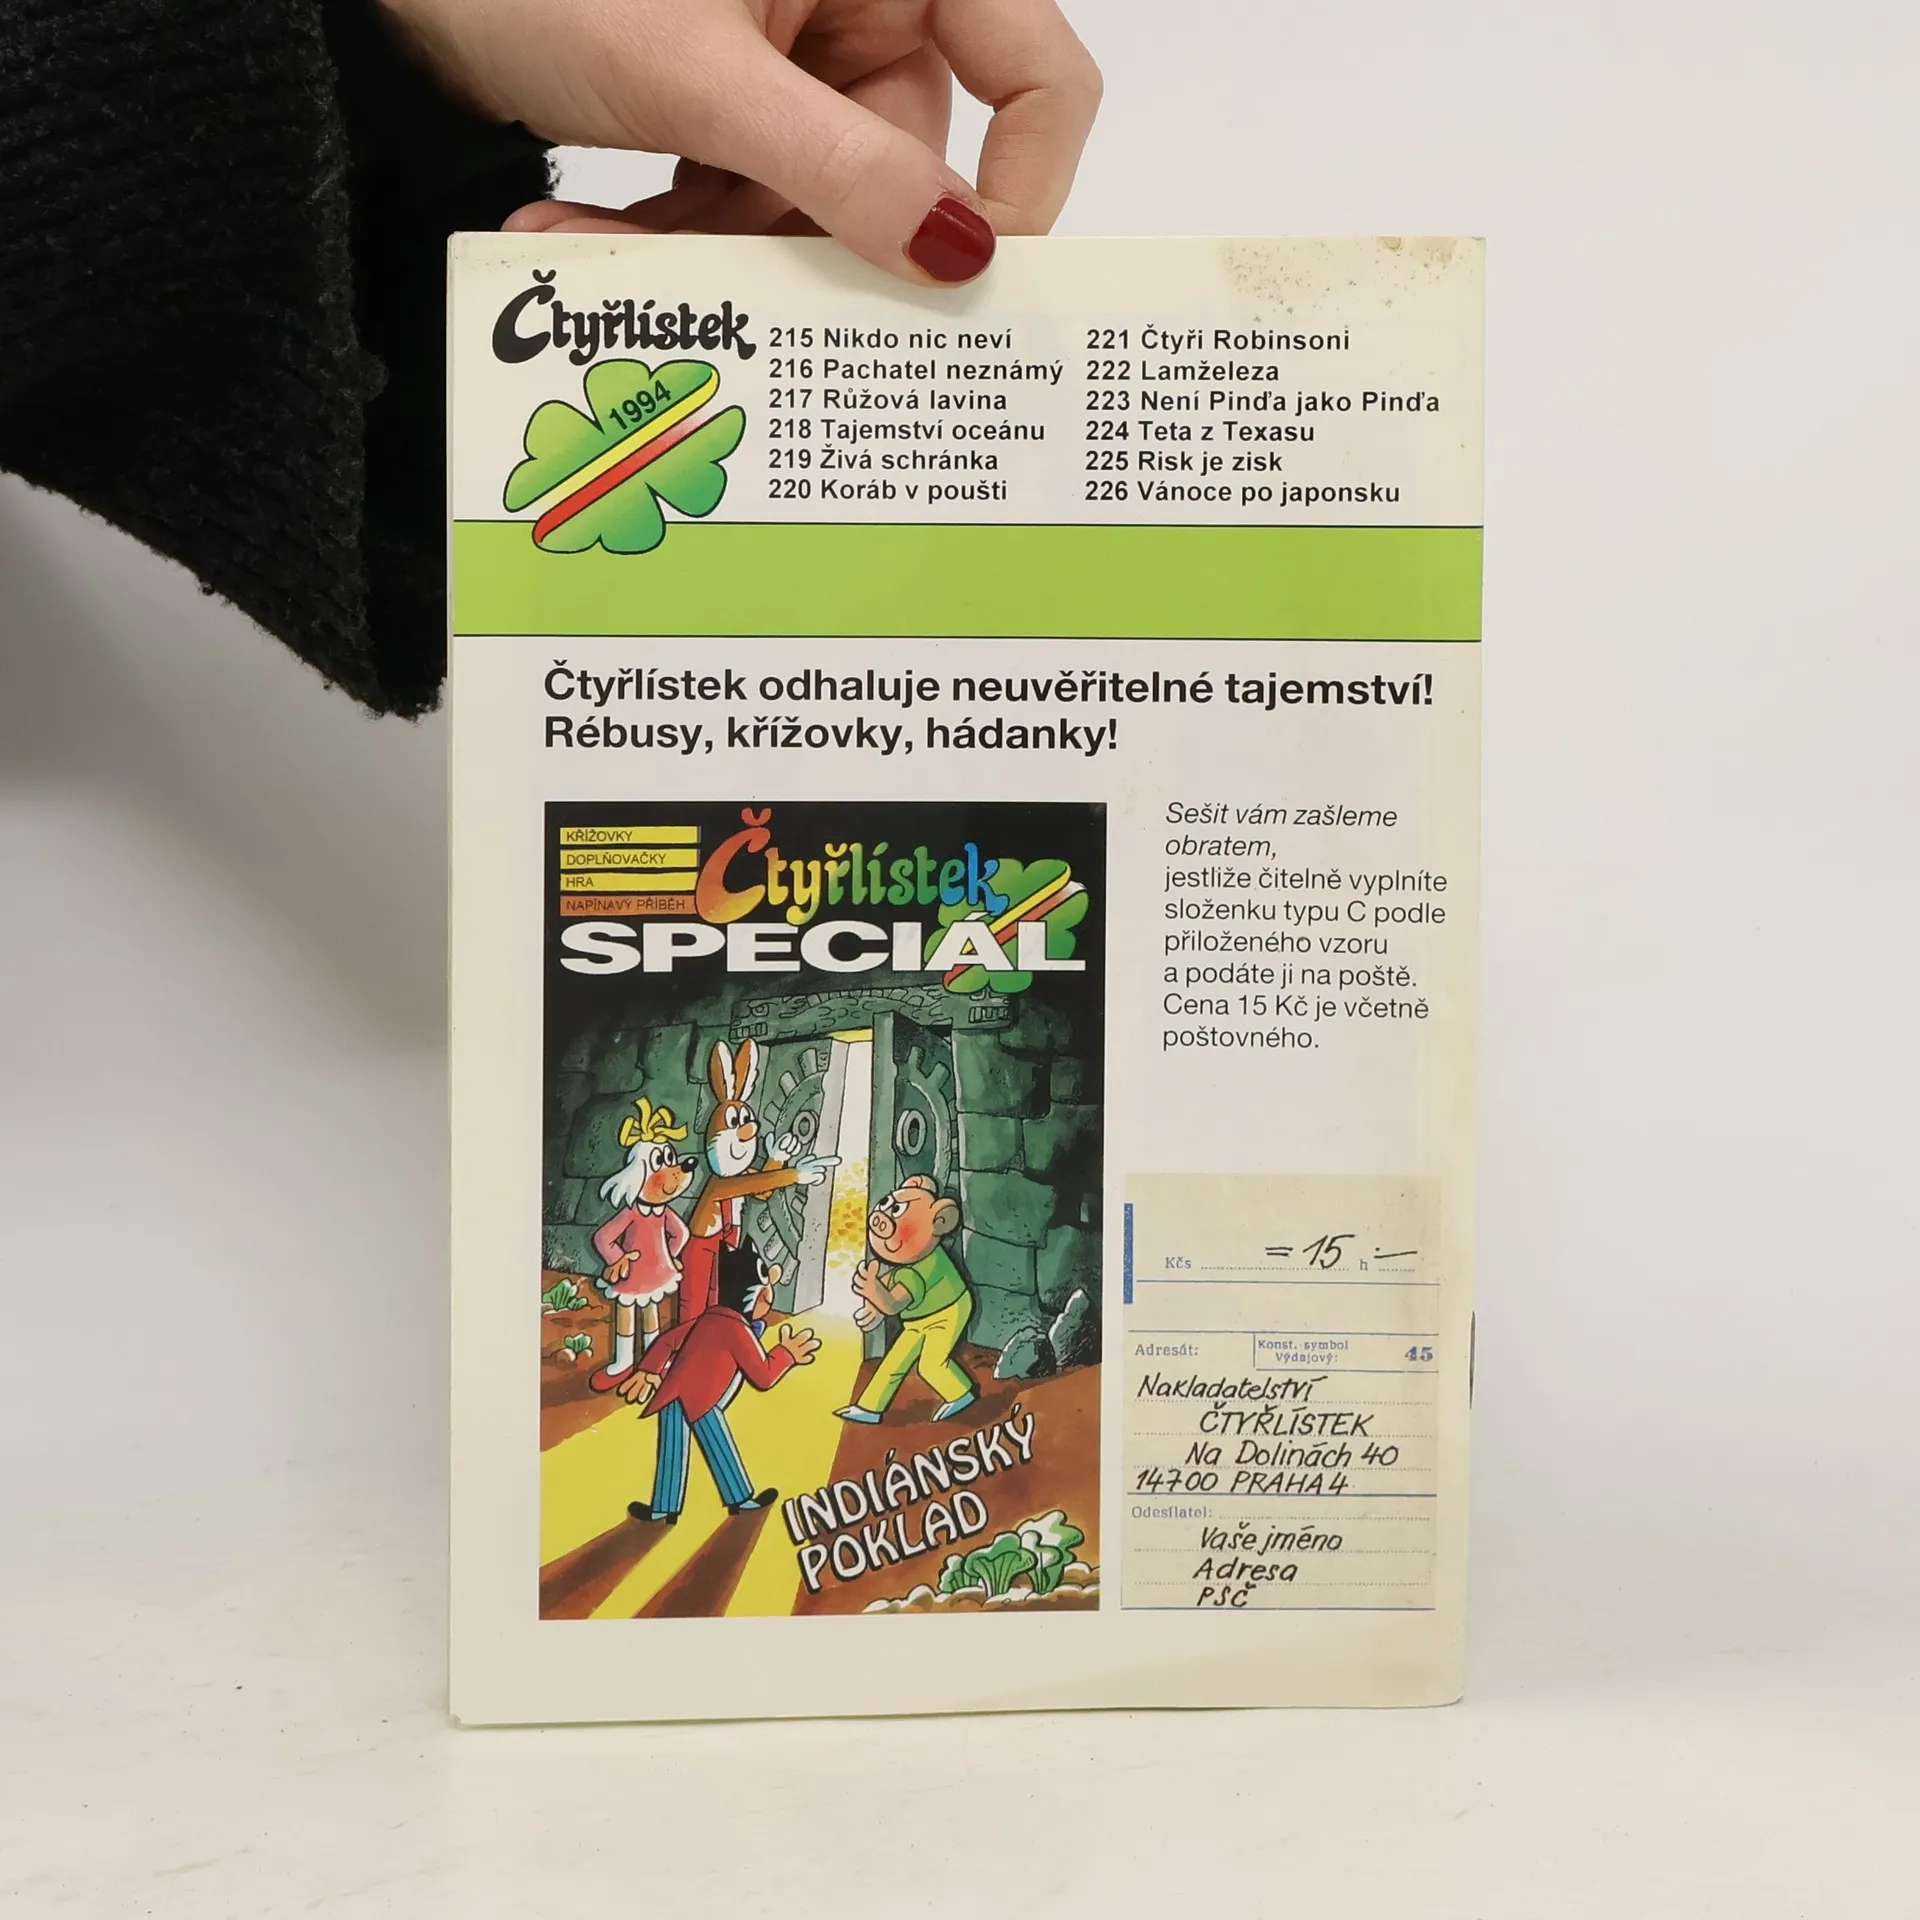 Čtyřlístek
1994
215 Nikdo nic neví
216 Pachatel neznámý
217 Růžová lavina
218 Tajemství oceánu
219 Živá schránka
220 Koráb v poušti
221 Čtyři Robinsoni
222 Lamželeza
223 Není Pinďa jako Pinďa
224 Teta z Texasu
225 Risk je zisk
226 Vánoce po japonsku
Čtyřlístek odhaluje neuvěřitelné tajemství!
Rébusy, křížovky, hádanky!
KŘÍŽOVKY
DOPLŇOVAČKY
HRA
NAPÍNAVÝ PŘÍBĚH
Čtyřlístek
SPECIÁL
INDIÁNSKÝ
POKLAD
Sešit vám zašleme
obratem,
jestliže čitelně vyplníte
složenku typu C podle
přiloženého vzoru
a podáte ji na poště.
Cena 15 Kč je včetně
poštovného.
Kčs = 15 h —
Adresát:
Konst. symbol
Výdajový: 45
Nakladatelství
ČTYŘLÍSTEK
Na Dolinách 40
14700 PRAHA 4
Odesílatel:
Vaše jméno
Adresa
PSČ